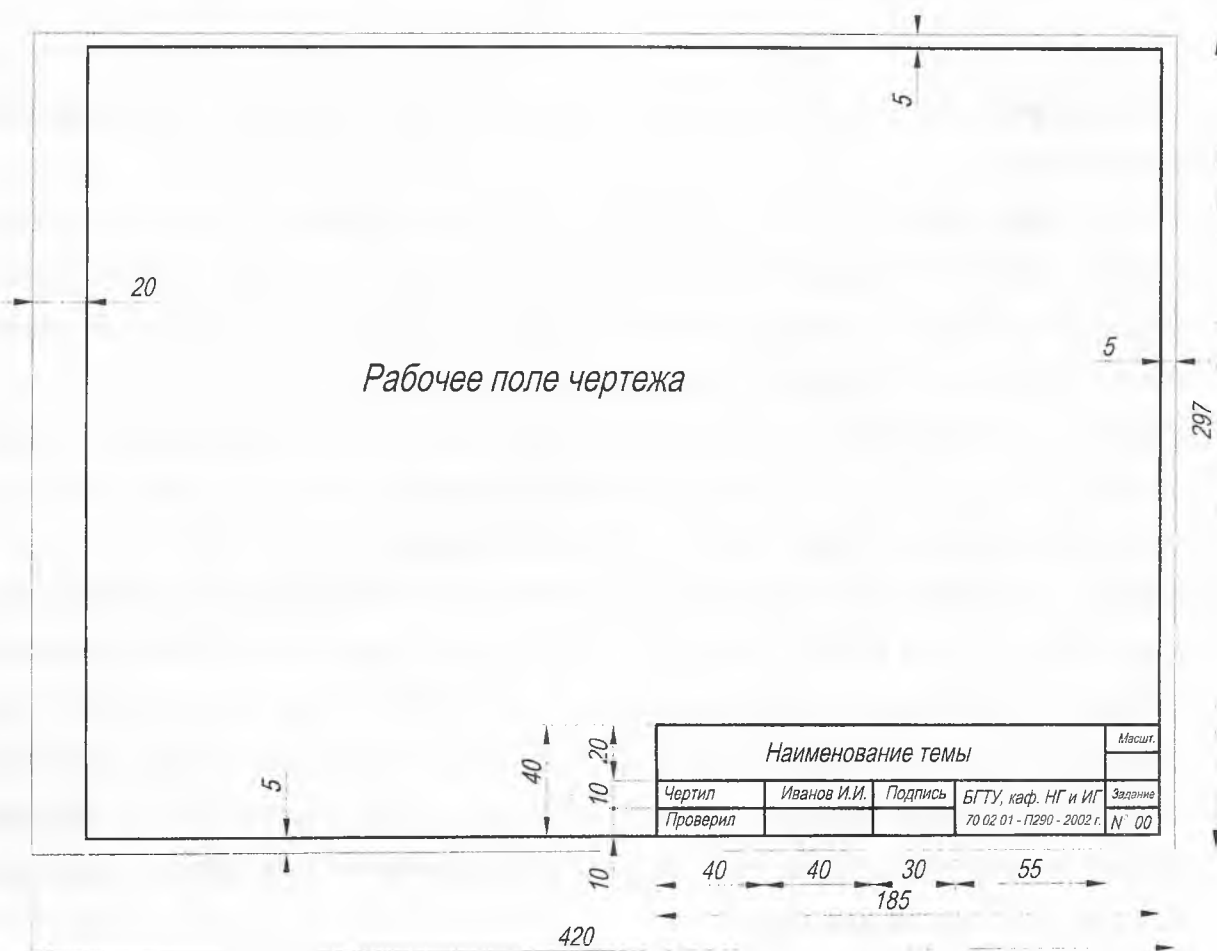 5
20
5
Рабочее поле чертежа
297
Наименование темы
Масшт.
40
20
10
10
5
Чертил Иванов И.И. Подпись БГТУ, каф. НГ и ИГ Задание
Проверил 70 02 01 - П290 - 2002 г. N° 00
40 40 30 55
185
420